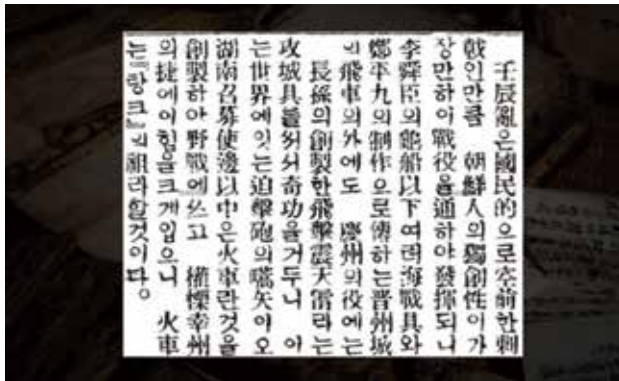 壬辰亂은國民的으로空前한刺
戟인만큼 朝鮮人의獨創性이가
장만하이戰役을通하야發揮되니
李舜臣의龜船以下여러海戰具와
鄭平九의制作으로傳하는晋州城
의飛車의外에도 慶州의役에는
長孫의創製한飛擊震天雷라는
攻城具를써서奇功을거두니 이
는世界에잇는迫擊砲의嚆矢이오
湖南召募使邊以中은火車란것을
創製하야野戰에쓰고 權慄幸州
의捷에이힘을크게입으니 火車
는『탕크』의祖라할것이다。